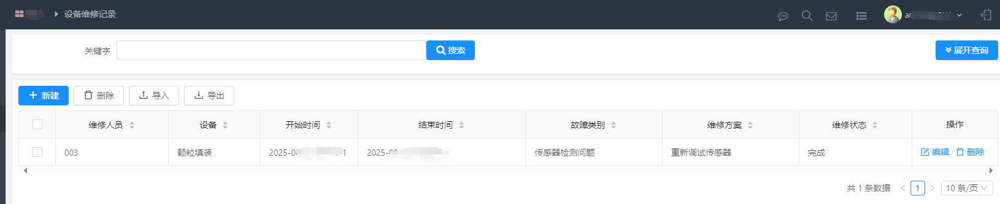 设备维修记录
关键字 搜索 展开查询
新建 删除 导入 导出
维修人员 设备 开始时间 结束时间 故障类别 维修方案 维修状态 操作
003 颗粒填装 2025-0 1 2025-0 传感器检测问题 重新调试传感器 完成 编辑 删除
共 1 条数据 1 10 条/页